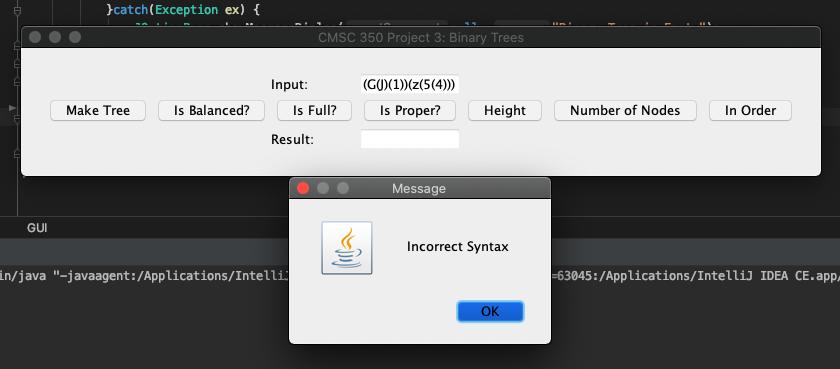 }catch(Exception ex) {
CMSC 350 Project 3: Binary Trees
Input: (G(J)(1))(z(5(4)))
Make Tree Is Balanced? Is Full? Is Proper? Height Number of Nodes In Order
Result:
Message
Incorrect Syntax
OK
GUI
in/java "-javaagent:/Applications/IntelliJ =63045:/Applications/IntelliJ IDEA CE.app/